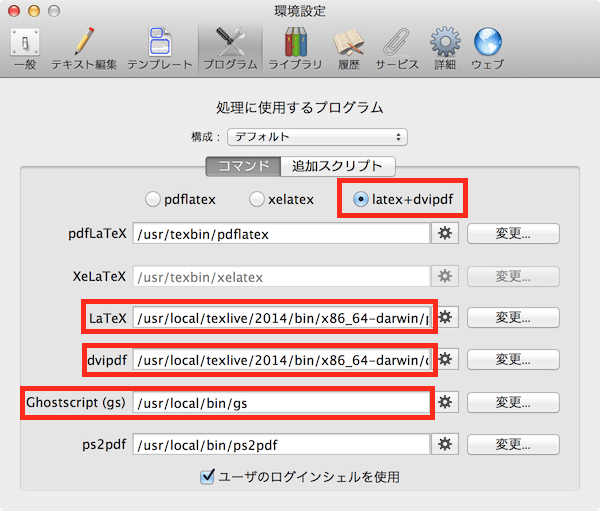 環境設定
一般 テキスト編集 テンプレート プログラム ライブラリ 履歴 サービス 詳細 ウェブ
処理に使用するプログラム
構成： デフォルト
コマンド 追加スクリプト
pdflatex xelatex latex+dvipdf
pdfLaTeX /usr/texbin/pdflatex 変更...
XeLaTeX /usr/texbin/xelatex 変更...
LaTeX /usr/local/texlive/2014/bin/x86_64-darwin/p 変更...
dvipdf /usr/local/texlive/2014/bin/x86_64-darwin/d 変更...
Ghostscript (gs) /usr/local/bin/gs 変更...
ps2pdf /usr/local/bin/ps2pdf 変更...
ユーザのログインシェルを使用